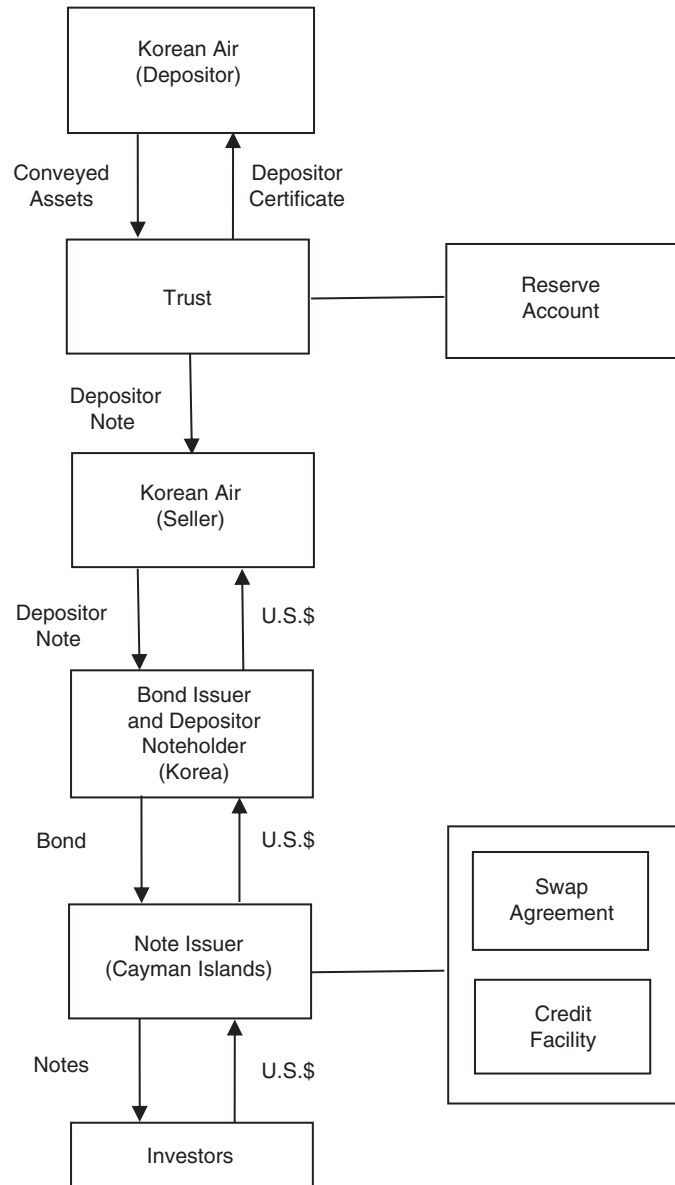 Korean Air
(Depositor)
Conveyed
Assets
Depositor
Certificate
Trust
Reserve
Account
Depositor
Note
Korean Air
(Seller)
Depositor
Note
U.S.$
Bond Issuer
and Depositor
Noteholder
(Korea)
Bond
U.S.$
Swap
Agreement
Note Issuer
(Cayman Islands)
Credit
Facility
Notes
U.S.$
Investors